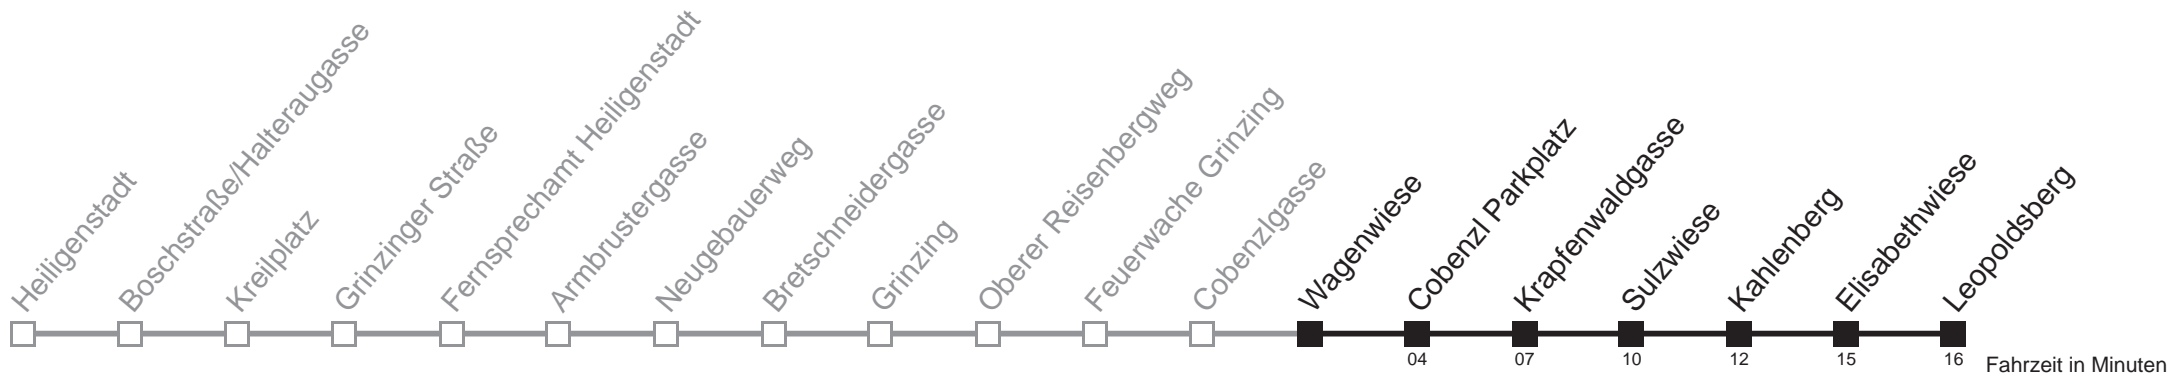 Heiligenstadt
Boschstraße/Halteraugasse
Kreilplatz
Grinzinger Straße
Fernsprechamt Heiligenstadt
Armbrustergasse
Neugebauerweg
Bretschneidergasse
Grinzing
Oberer Reisenbergweg
Feuerwache Grinzing
Cobenzlgasse
Wagenwiese
Cobenzl Parkplatz
Krapfenwaldgasse
Sulzwiese
Kahlenberg
Elisabethwiese
Leopoldsberg
04 07 10 12 15 16 Fahrzeit in Minuten